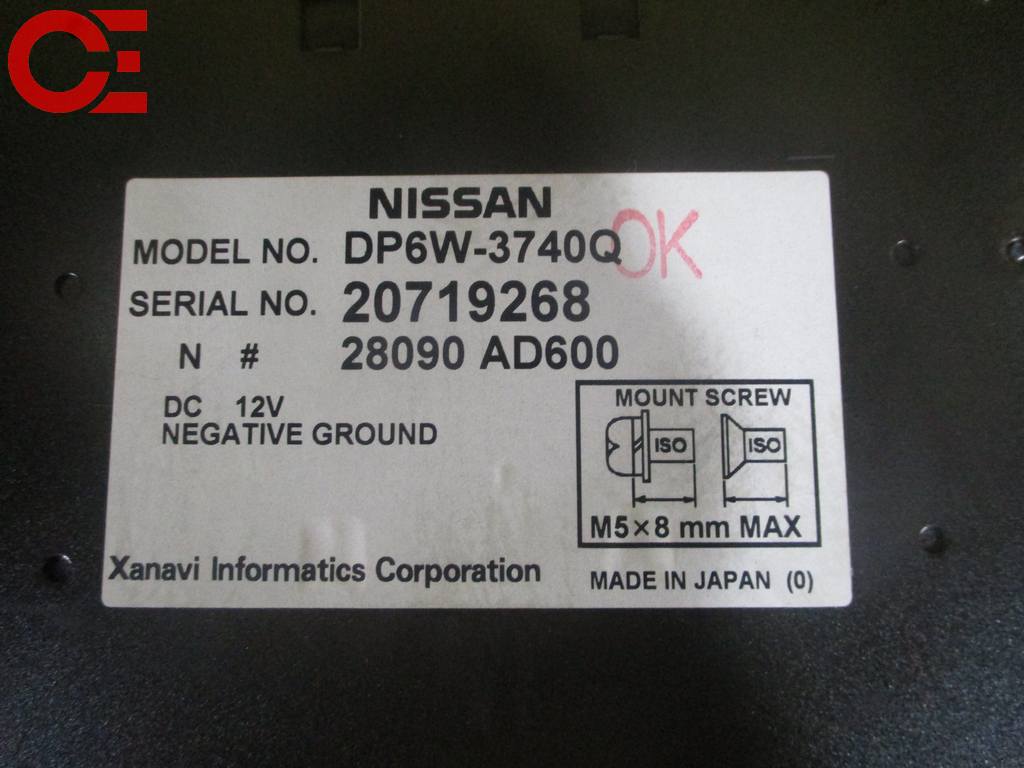 CE
NISSAN
MODEL NO. DP6W-3740Q
OK
SERIAL NO. 20719268
N # 28090 AD600
DC 12V
NEGATIVE GROUND
MOUNT SCREW
ISO ISO
M5×8 mm MAX
Xanavi Informatics Corporation
MADE IN JAPAN (0)